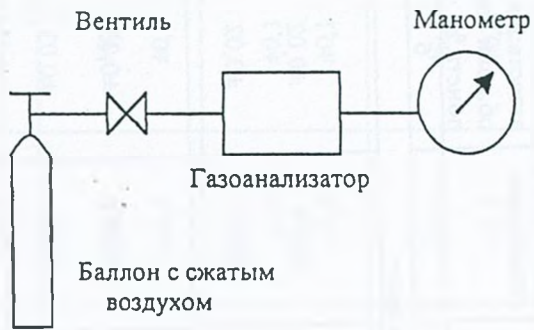 Вентиль
Манометр
Газоанализатор
Баллон с сжатым
воздухом